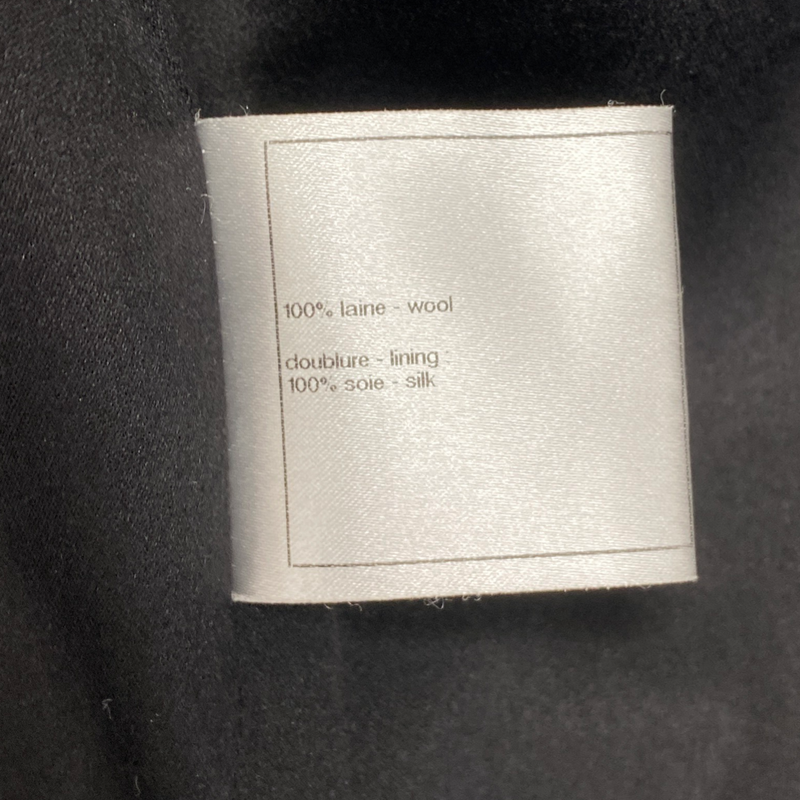 100% laine - wool
doublure - lining :
100% soie - silk